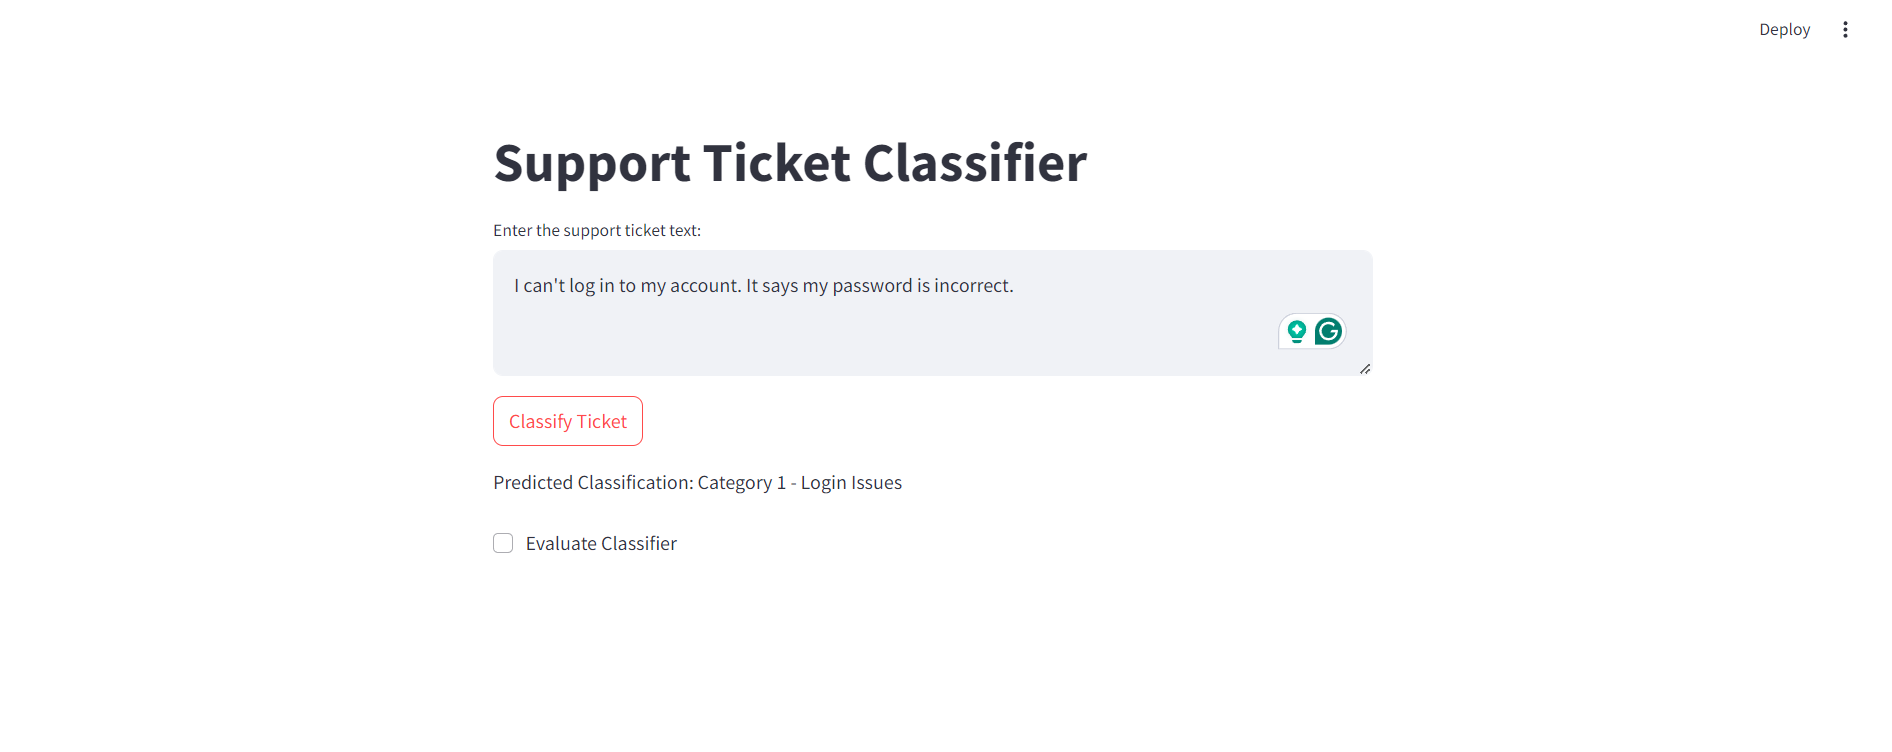 Deploy
Support Ticket Classifier
Enter the support ticket text:
I can't log in to my account. It says my password is incorrect.
Classify Ticket
Predicted Classification: Category 1 - Login Issues
Evaluate Classifier